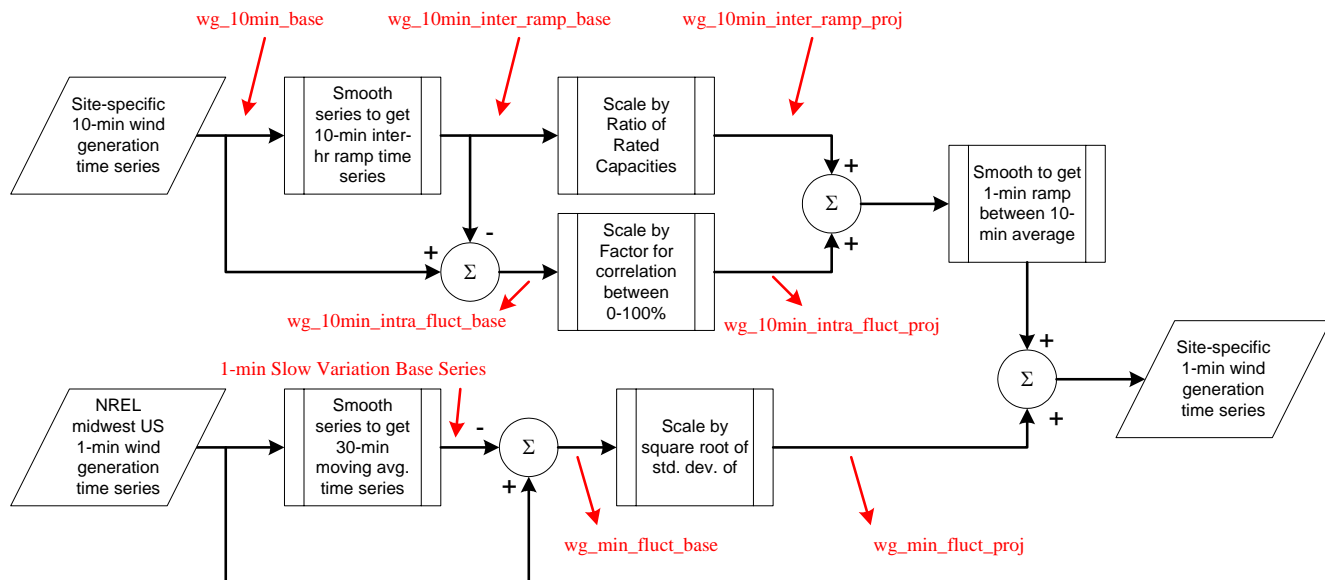 wg_10min_base
wg_10min_inter_ramp_base
wg_10min_inter_ramp_proj
Site-specific
10-min wind
generation
time series
Smooth
series to get
10-min inter-
hr ramp time
series
Scale by
Ratio of
Rated
Capacities
+
Σ
+
Smooth to get
1-min ramp
between 10-
min average
+
-
Σ
Scale by
Factor for
correlation
between
0-100%
wg_10min_intra_fluct_base
wg_10min_intra_fluct_proj
1-min Slow Variation Base Series
NREL
midwest US
1-min wind
generation
time series
Smooth
series to get
30-min
moving avg.
time series
-
Σ
+
Scale by
square root of
std. dev. of
+
Σ
+
Site-specific
1-min wind
generation
time series
wg_min_fluct_base
wg_min_fluct_proj